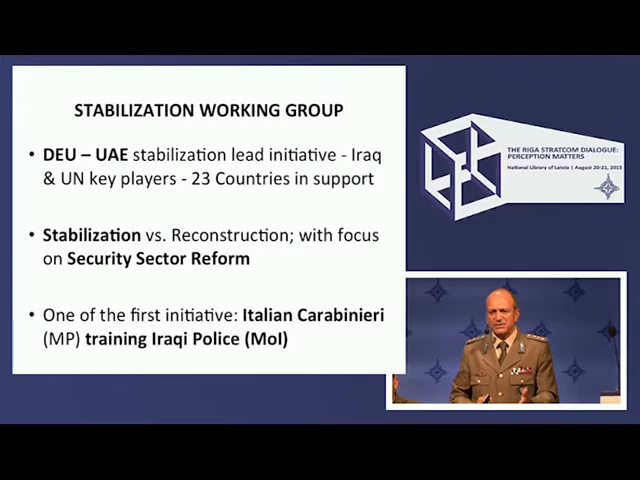 STABILIZATION WORKING GROUP
• DEU – UAE stabilization lead initiative - Iraq
& UN key players - 23 Countries in support
• Stabilization vs. Reconstruction; with focus
on Security Sector Reform
• One of the first initiative: Italian Carabinieri
(MP) training Iraqi Police (MoI)
THE RIGA STRATCOM DIALOGUE:
PERCEPTION MATTERS
National Library of Latvia | August 20-21, 2015